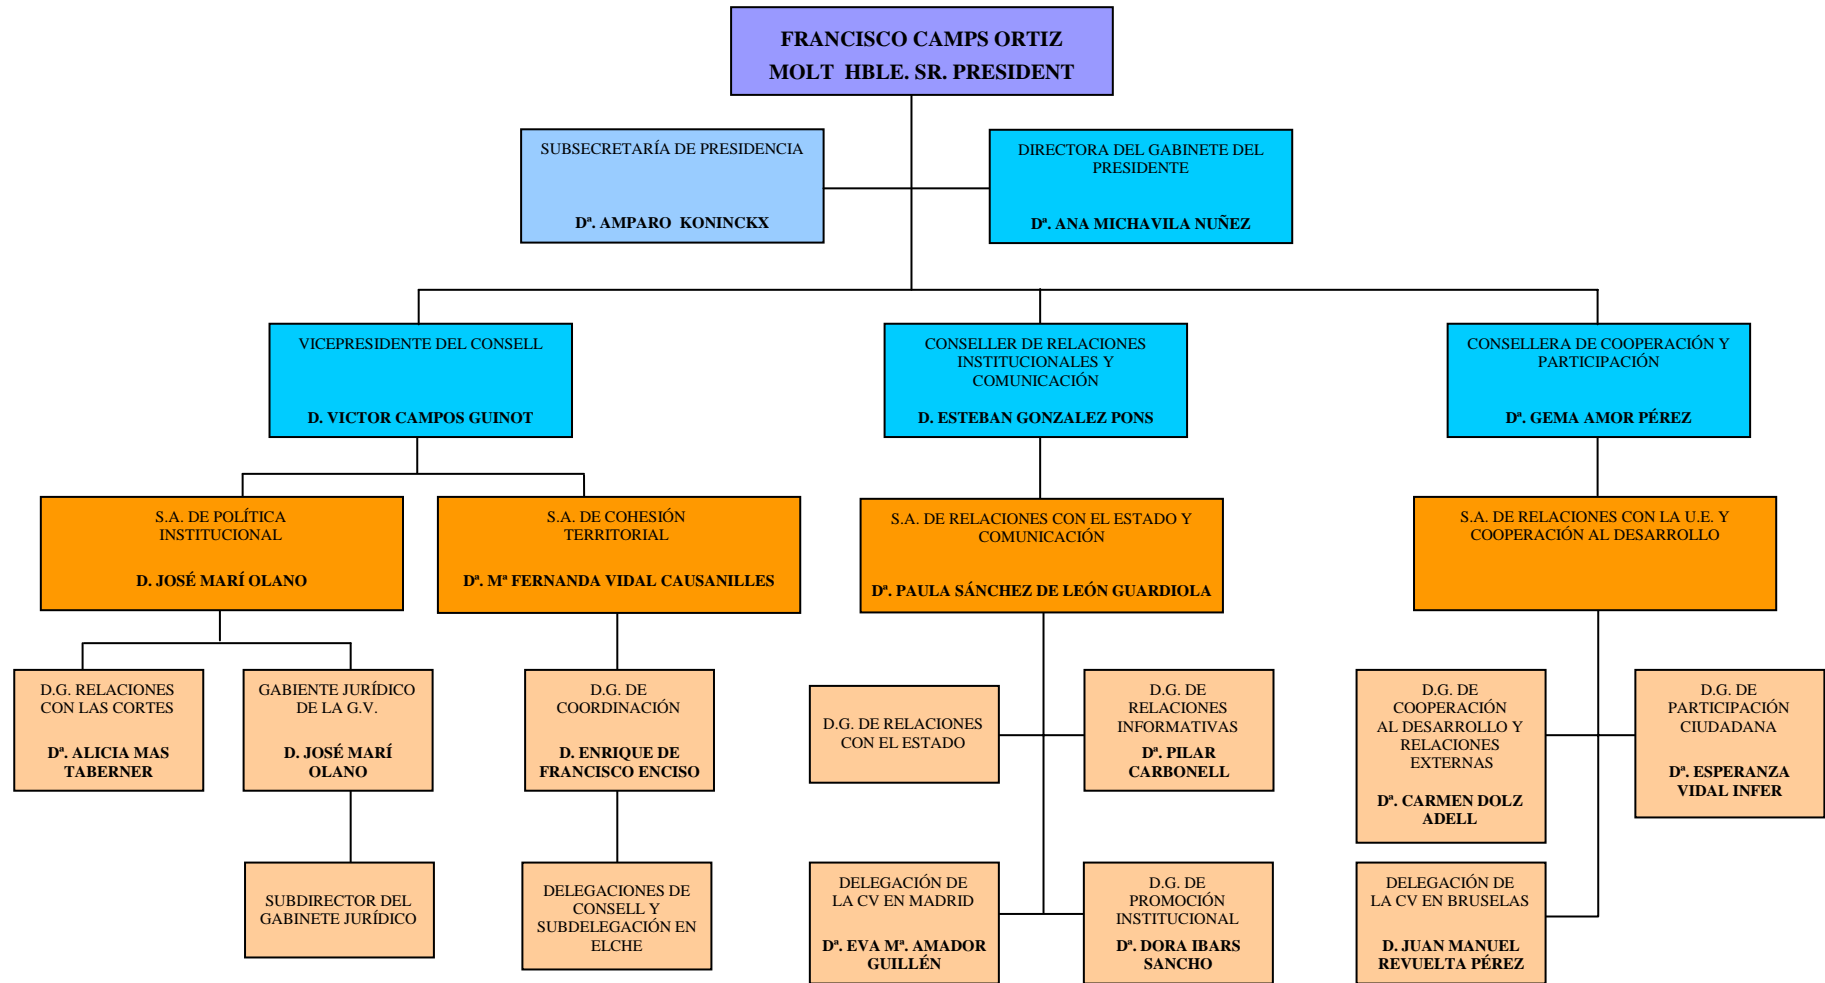 FRANCISCO CAMPS ORTIZ
MOLT HBLE. SR. PRESIDENT
SUBSECRETARÍA DE PRESIDENCIA
Dª. AMPARO KONINCKX
DIRECTORA DEL GABINETE DEL
PRESIDENTE
Dª. ANA MICHAVILA NUÑEZ
VICEPRESIDENTE DEL CONSELL
D. VICTOR CAMPOS GUINOT
CONSELLER DE RELACIONES
INSTITUCIONALES Y
COMUNICACIÓN
D. ESTEBAN GONZALEZ PONS
CONSELLERA DE COOPERACIÓN Y
PARTICIPACIÓN
Dª. GEMA AMOR PÉREZ
S.A. DE POLÍTICA
INSTITUCIONAL
D. JOSÉ MARÍ OLANO
S.A. DE COHESIÓN
TERRITORIAL
Dª. Mª FERNANDA VIDAL CAUSANILLES
S.A. DE RELACIONES CON EL ESTADO Y
COMUNICACIÓN
Dª. PAULA SÁNCHEZ DE LEÓN GUARDIOLA
S.A. DE RELACIONES CON LA U.E. Y
COOPERACIÓN AL DESARROLLO
D.G. RELACIONES
CON LAS CORTES
Dª. ALICIA MAS
TABERNER
GABIENTE JURÍDICO
DE LA G.V.
D. JOSÉ MARÍ
OLANO
D.G. DE
COORDINACIÓN
D. ENRIQUE DE
FRANCISCO ENCISO
D.G. DE RELACIONES
CON EL ESTADO
D.G. DE
RELACIONES
INFORMATIVAS
Dª. PILAR
CARBONELL
D.G. DE
COOPERACIÓN
AL DESARROLLO Y
RELACIONES
EXTERNAS
Dª. CARMEN DOLZ
ADELL
D.G. DE
PARTICIPACIÓN
CIUDADANA
Dª. ESPERANZA
VIDAL INFER
SUBDIRECTOR DEL
GABINETE JURÍDICO
DELEGACIONES DE
CONSELL Y
SUBDELEGACIÓN EN
ELCHE
DELEGACIÓN DE
LA CV EN MADRID
Dª. EVA Mª. AMADOR
GUILLÉN
D.G. DE
PROMOCIÓN
INSTITUCIONAL
Dª. DORA IBARS
SANCHO
DELEGACIÓN DE
LA CV EN BRUSELAS
D. JUAN MANUEL
REVUELTA PÉREZ